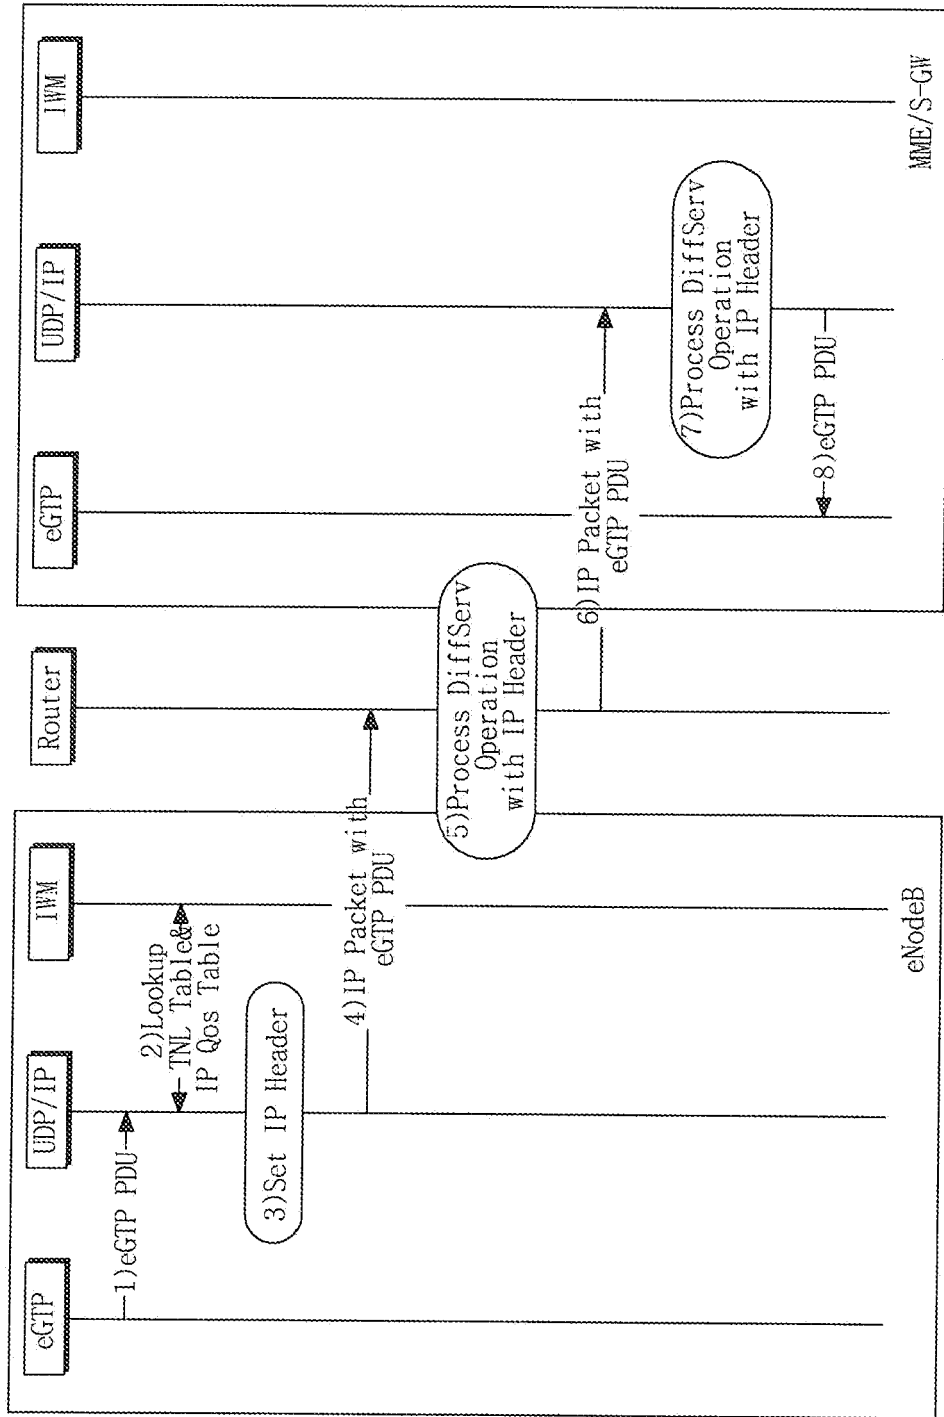 eGTP
UDP/IP
IWM
Router
eGTP
UDP/IP
IWM
1)eGTP PDU
2)Lookup
TNL Table&
IP Qos Table
3)Set IP Header
4)IP Packet with
eGTP PDU
5)Process DiffServ
Operation
with IP Header
6)IP Packet with
eGTP PDU
7)Process DiffServ
Operation
with IP Header
8)eGTP PDU
eNodeB
MME/S-GW